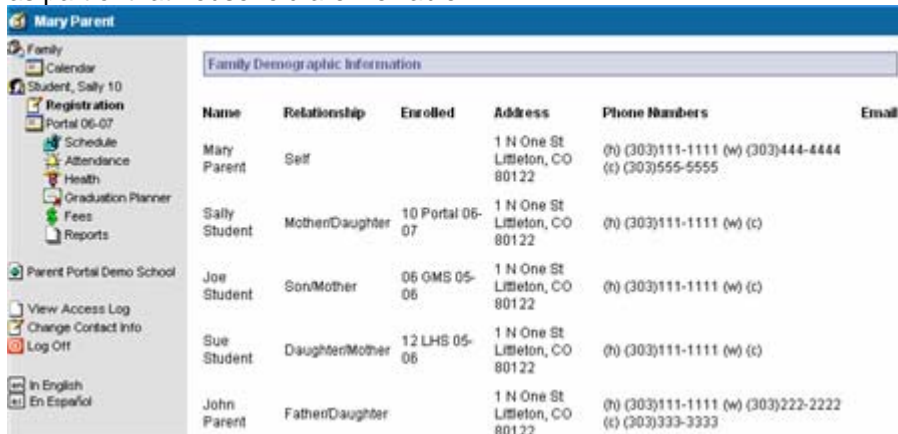 Mary Parent
Family
Calendar
Student, Sally 10
Registration
Portal 06-07
Schedule
Attendance
Health
Graduation Planner
Fees
Reports
Parent Portal Demo School
View Access Log
Change Contact Info
Log Off
In English
En Español
Family Demographic Information
Name Relationship Enrolled Address Phone Numbers Email
Mary Parent Self 1 N One St Littleton, CO 80122 (h) (303)111-1111 (w) (303)444-4444 (c) (303)555-5555
Sally Student Mother/Daughter 10 Portal 06-07 1 N One St Littleton, CO 80122 (h) (303)111-1111 (w) (c)
Joe Student Son/Mother 06 GMS 05-06 1 N One St Littleton, CO 80122 (h) (303)111-1111 (w) (c)
Sue Student Daughter/Mother 12 LHS 05-06 1 N One St Littleton, CO 80122 (h) (303)111-1111 (w) (c)
John Parent Father/Daughter 1 N One St Littleton, CO 80122 (h) (303)111-1111 (w) (303)222-2222 (c) (303)333-3333